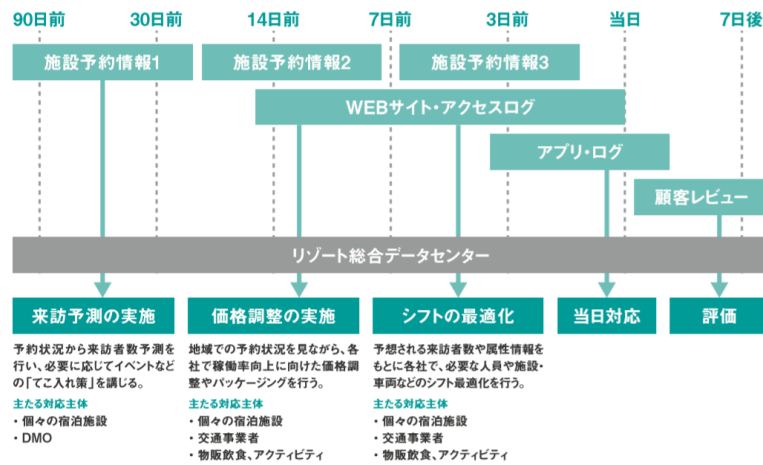 90日前 30日前 14日前 7日前 3日前 当日 7日後
施設予約情報1 施設予約情報2 施設予約情報3
WEBサイト・アクセスログ
アプリ・ログ
顧客レビュー
リゾート総合データセンター
来訪予測の実施
予約状況から来訪者数予測を
行い、必要に応じてイベントなど
の「てこ入れ策」を講じる。
主たる対応主体
・個々の宿泊施設
・DMO
価格調整の実施
地域での予約状況を見ながら、各
社で稼働率向上に向けた価格調
整やパッケージングを行う。
主たる対応主体
・個々の宿泊施設
・交通事業者
・物販飲食、アクティビティ
シフトの最適化
予想される来訪者数や属性情報を
もとに各社で、必要な人員や施設・
車両などのシフト最適化を行う。
主たる対応主体
・個々の宿泊施設
・交通事業者
・物販飲食、アクティビティ
当日対応
評価